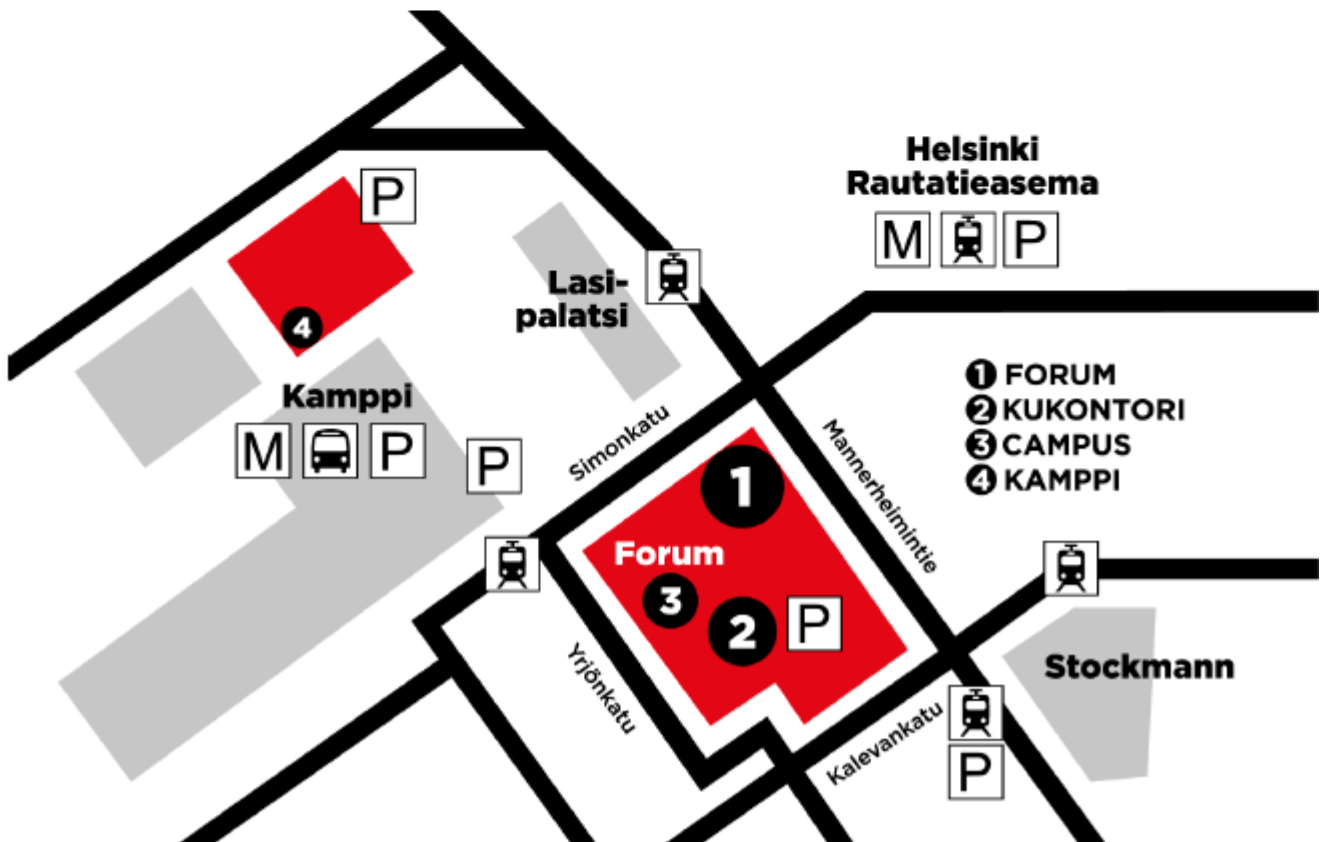 Helsinki
Rautatieasema
M P
P
Lasi-
palatsi
4
Kamppi
M P
P
1 FORUM
2 KUKONTORI
3 CAMPUS
4 KAMPPI
Simonkatu
Mannerheimintie
1
Forum
3
2
P
Yrjönkatu
Kalevankatu
Stockmann
P